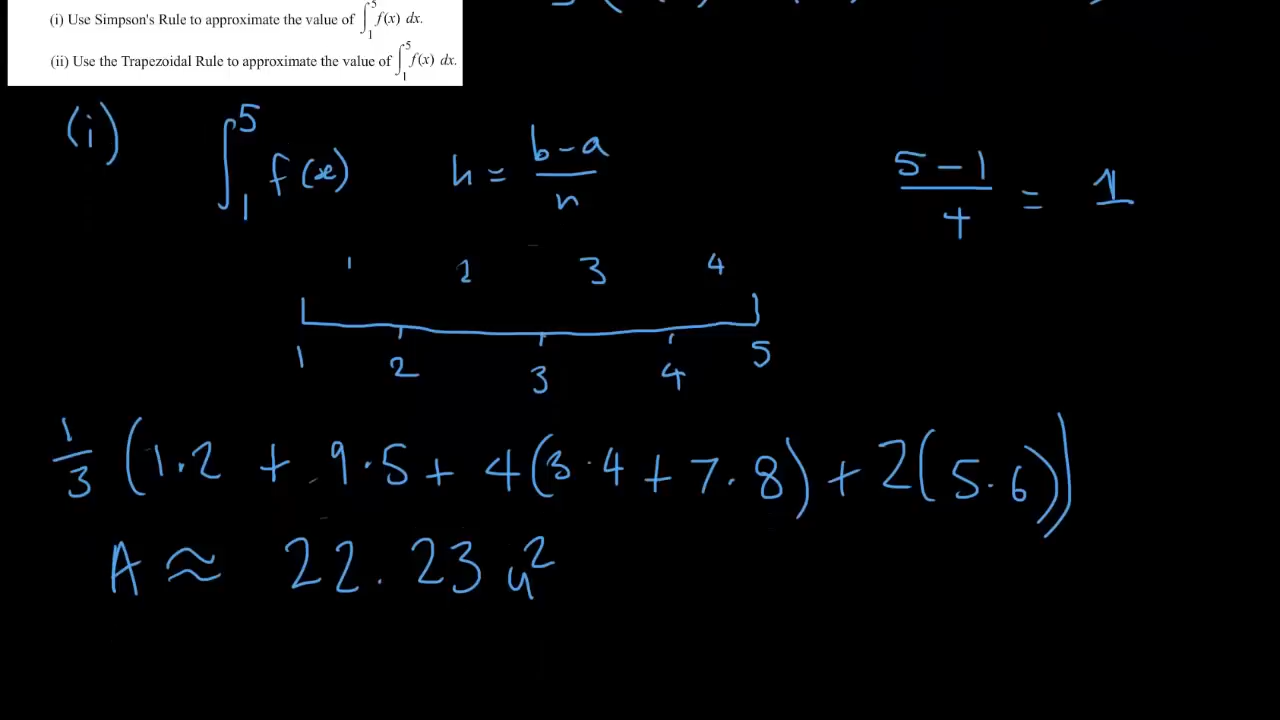 (i) Use Simpson's Rule to approximate the value of ∫₁⁵ f(x) dx.
(ii) Use the Trapezoidal Rule to approximate the value of ∫₁⁵ f(x) dx.
(i) ∫₁⁵ f(x) h = (b-a)/n (5-1)/4 = 1
1 2 3 4
1 2 3 4 5
1/3 (1.2 + 9.5 + 4(3.4 + 7.8) + 2(5.6))
A ≈ 22.23 u²